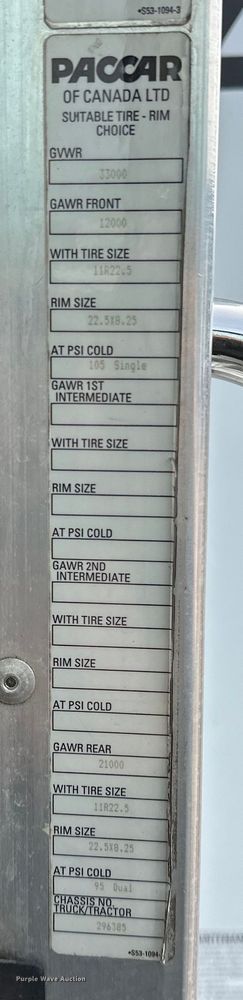 •S53-1094-3
PACCAR
OF CANADA LTD
SUITABLE TIRE - RIM
CHOICE
GVWR
33000
GAWR FRONT
12000
WITH TIRE SIZE
11R22.5
RIM SIZE
22.5X8.25
AT PSI COLD
105 Single
GAWR 1ST
INTERMEDIATE
WITH TIRE SIZE
RIM SIZE
AT PSI COLD
GAWR 2ND
INTERMEDIATE
WITH TIRE SIZE
RIM SIZE
AT PSI COLD
GAWR REAR
21000
WITH TIRE SIZE
11R22.5
RIM SIZE
22.5X8.25
AT PSI COLD
95 Dual
CHASSIS NO.
TRUCK/TRACTOR
296385
•S53-1094
Purple Wave Auction